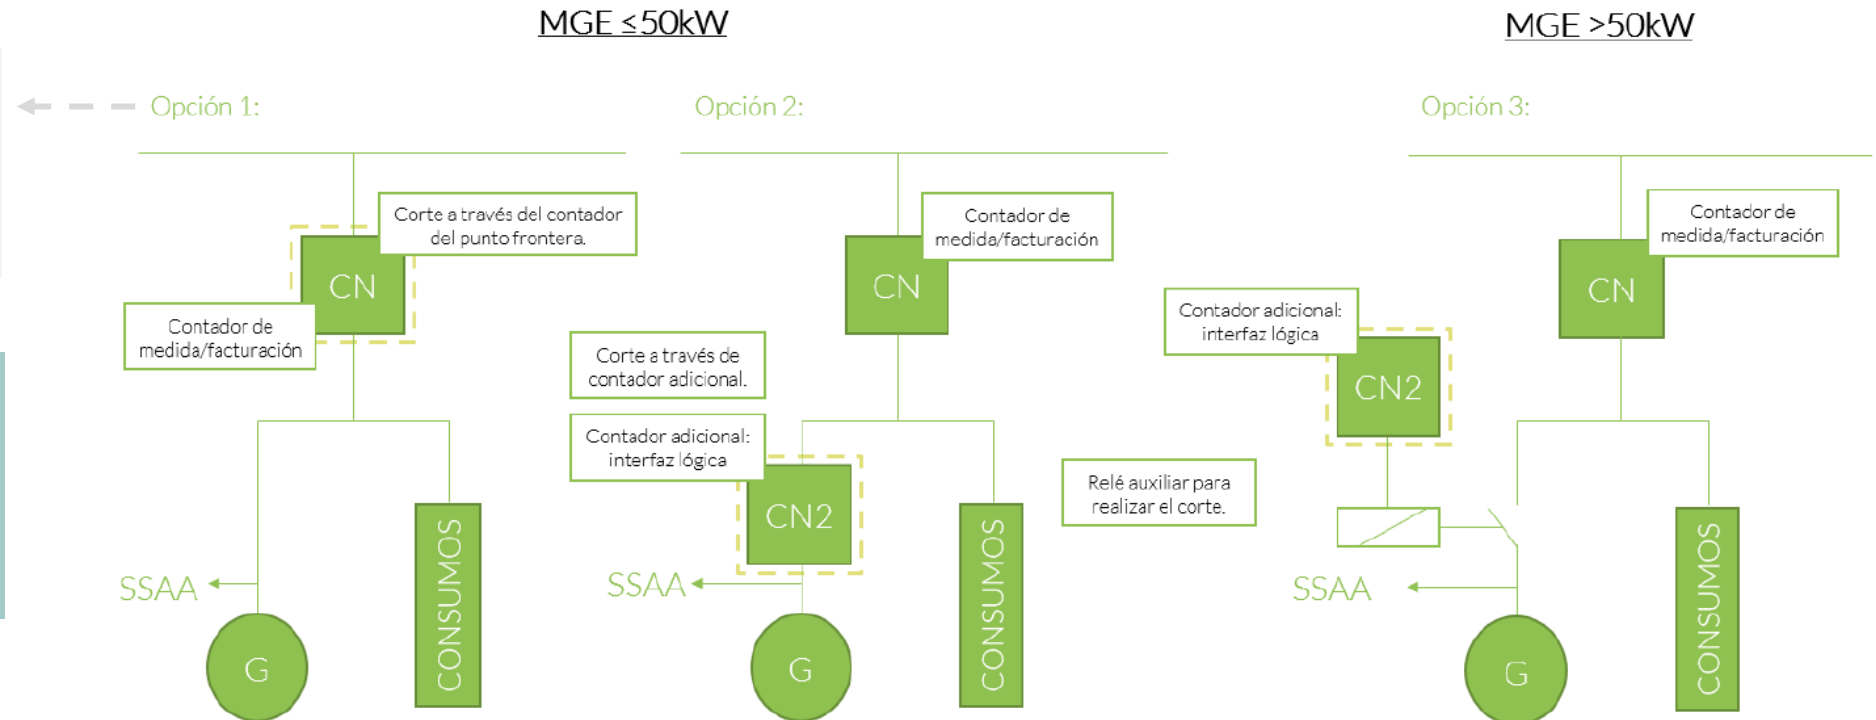 MGE ≤50kW
MGE >50kW
Opción 1:
Corte a través del contador
del punto frontera.
CN
Contador de
medida/facturación
SSAA
G
CONSUMOS
Opción 2:
Contador de
medida/facturación
CN
Corte a través de
contador adicional.
Contador adicional:
interfaz lógica
CN2
SSAA
G
CONSUMOS
Opción 3:
Contador de
medida/facturación
CN
Contador adicional:
interfaz lógica
CN2
Relé auxiliar para
realizar el corte.
SSAA
G
CONSUMOS